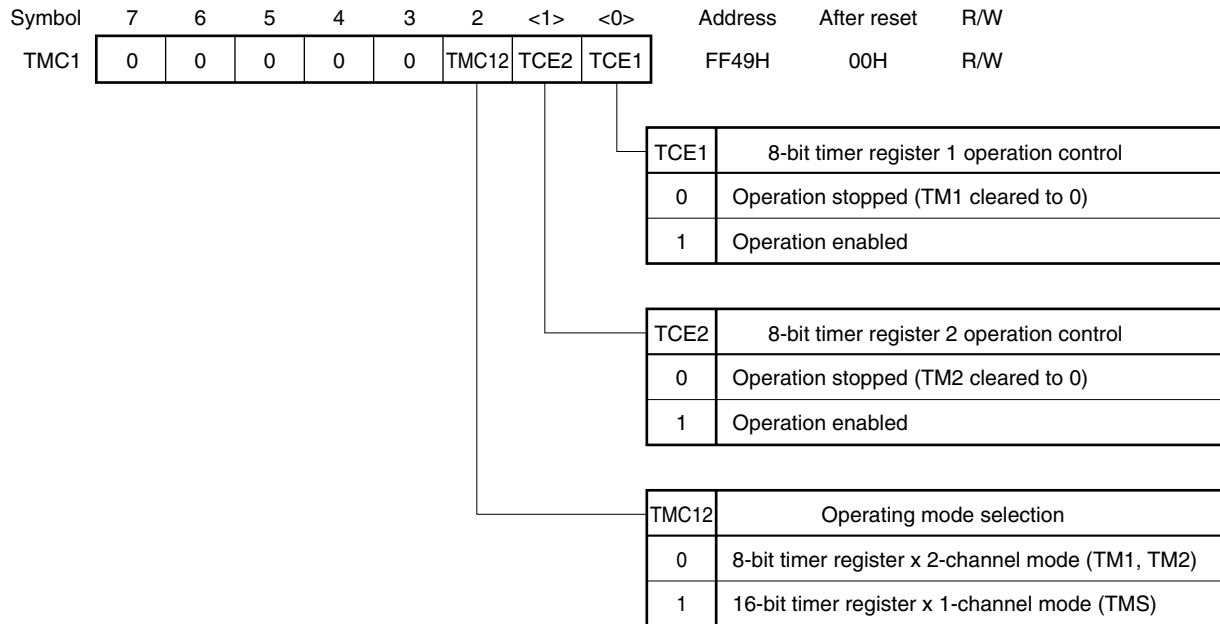 Symbol 7 6 5 4 3 2 <1> <0> Address After reset R/W
TMC1 0 0 0 0 0 TMC12 TCE2 TCE1 FF49H 00H R/W
TCE1 8-bit timer register 1 operation control
0 Operation stopped (TM1 cleared to 0)
1 Operation enabled
TCE2 8-bit timer register 2 operation control
0 Operation stopped (TM2 cleared to 0)
1 Operation enabled
TMC12 Operating mode selection
0 8-bit timer register x 2-channel mode (TM1, TM2)
1 16-bit timer register x 1-channel mode (TMS)